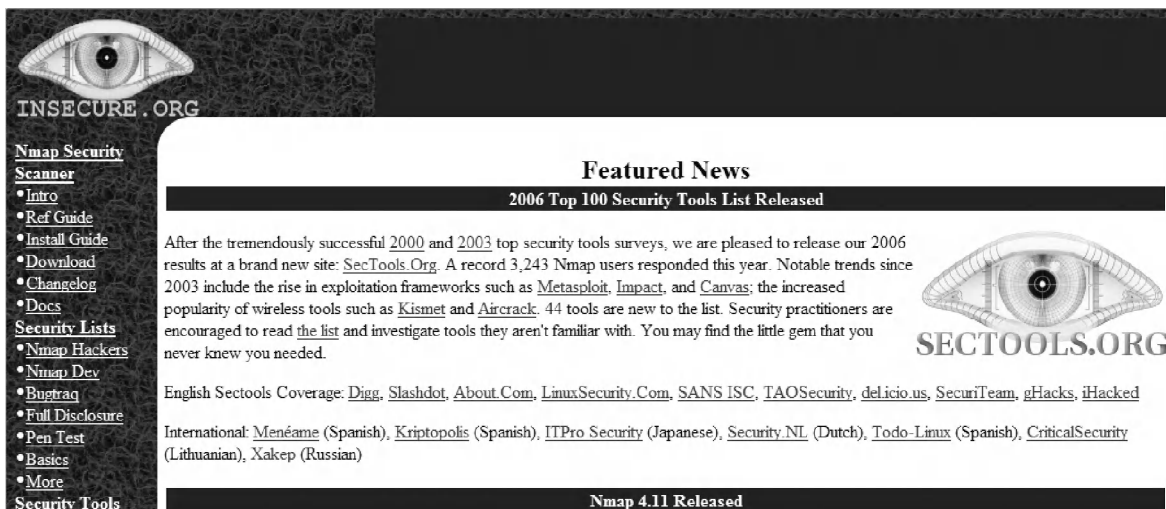 INSECURE.ORG
Nmap Security
Scanner
•Intro
•Ref Guide
•Install Guide
•Download
•Changelog
•Docs
Security Lists
•Nmap Hackers
•Nmap Dev
•Bugtraq
•Full Disclosure
•Pen Test
•Basics
•More
Security Tools
Featured News
2006 Top 100 Security Tools List Released
After the tremendously successful 2000 and 2003 top security tools surveys, we are pleased to release our 2006
results at a brand new site: SecTools.Org. A record 3,243 Nmap users responded this year. Notable trends since
2003 include the rise in exploitation frameworks such as Metasploit, Impact, and Canvas; the increased
popularity of wireless tools such as Kismet and Aircrack. 44 tools are new to the list. Security practitioners are
encouraged to read the list and investigate tools they aren't familiar with. You may find the little gem that you
never knew you needed.
SECTOOLS.ORG
English Sectools Coverage: Digg, Slashdot, About.Com, LinuxSecurity.Com, SANS ISC, TAOSecurity, del.icio.us, SecuriTeam, gHacks, iHacked
International: Menéame (Spanish), Kriptopolis (Spanish), ITPro Security (Japanese), Security.NL (Dutch), Todo-Linux (Spanish), CriticalSecurity
(Lithuanian), Xakep (Russian)
Nmap 4.11 Released